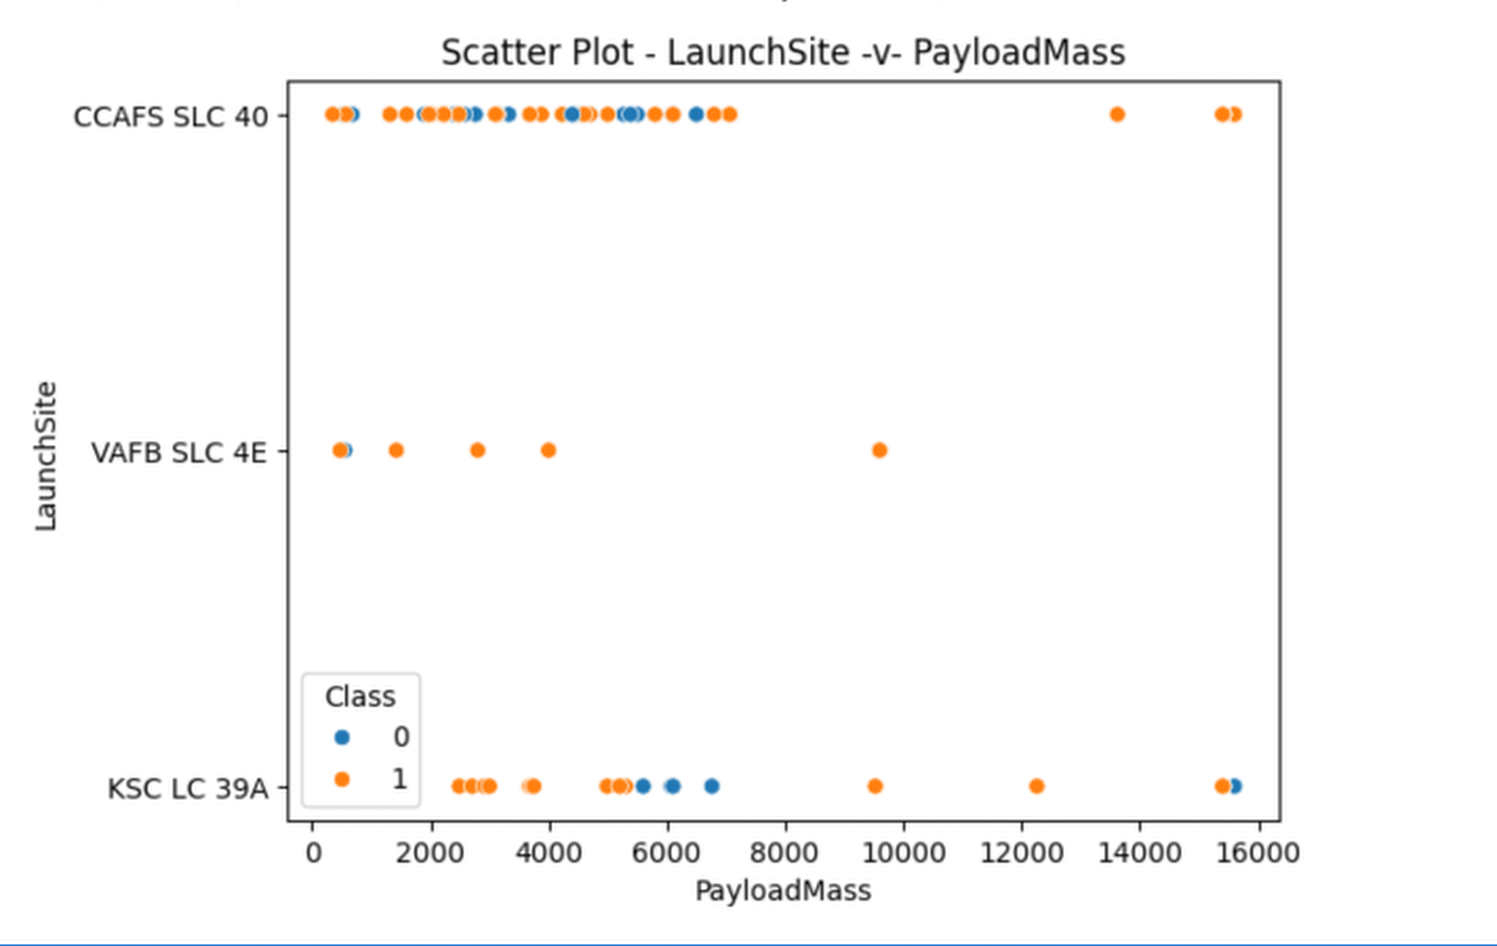 Scatter Plot - LaunchSite -v- PayloadMass
CCAFS SLC 40
VAFB SLC 4E
KSC LC 39A
LaunchSite
Class
0
1
0 2000 4000 6000 8000 10000 12000 14000 16000
PayloadMass